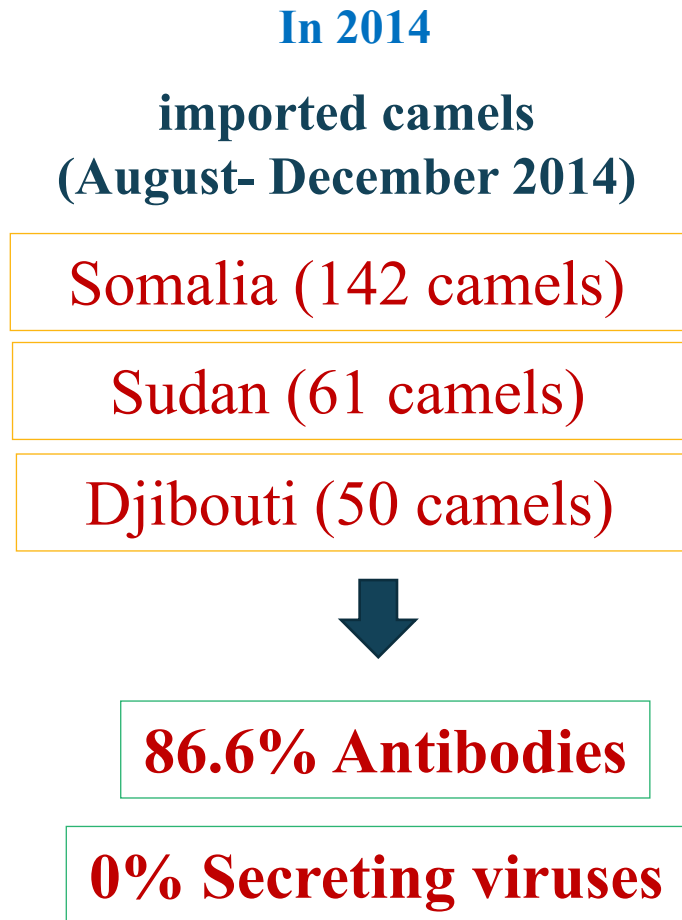 In 2014
imported camels
(August- December 2014)
Somalia (142 camels)
Sudan (61 camels)
Djibouti (50 camels)
86.6% Antibodies
0% Secreting viruses